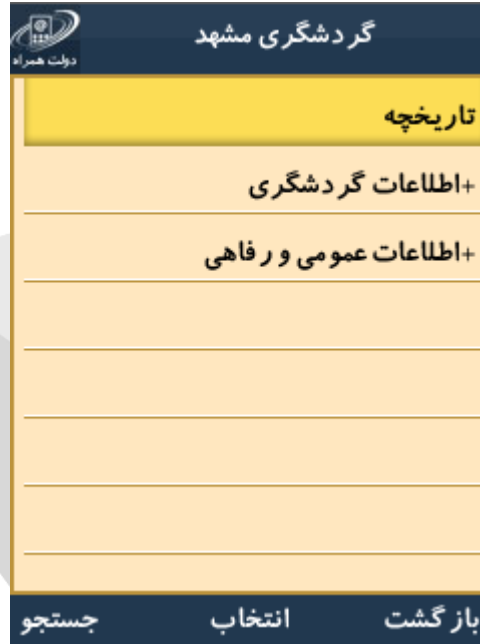 گردشگری مشهد
دولت همراه
تاریخچه
+اطلاعات گردشگری
+اطلاعات عمومی و رفاهی
بازگشت انتخاب جستجو